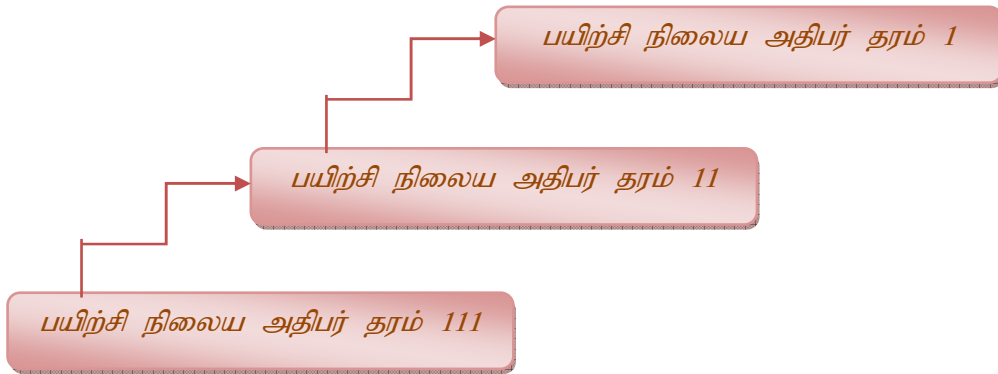 பயிற்சி நிலைய அதிபர் தரம் 1
பயிற்சி நிலைய அதிபர் தரம் 11
பயிற்சி நிலைய அதிபர் தரம் 111